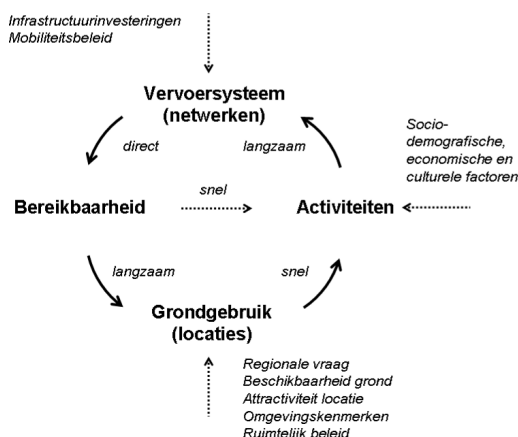 Infrastructuurinvesteringen
Mobiliteitsbeleid
Vervoersysteem
(netwerken)
direct
langzaam
Socio-
demografische,
economische en
culturele factoren
snel
Bereikbaarheid
Activiteiten
langzaam
snel
Grondgebruik
(locaties)
Regionale vraag
Beschikbaarheid grond
Attractiviteit locatie
Omgevingskenmerken
Ruimtelijk beleid